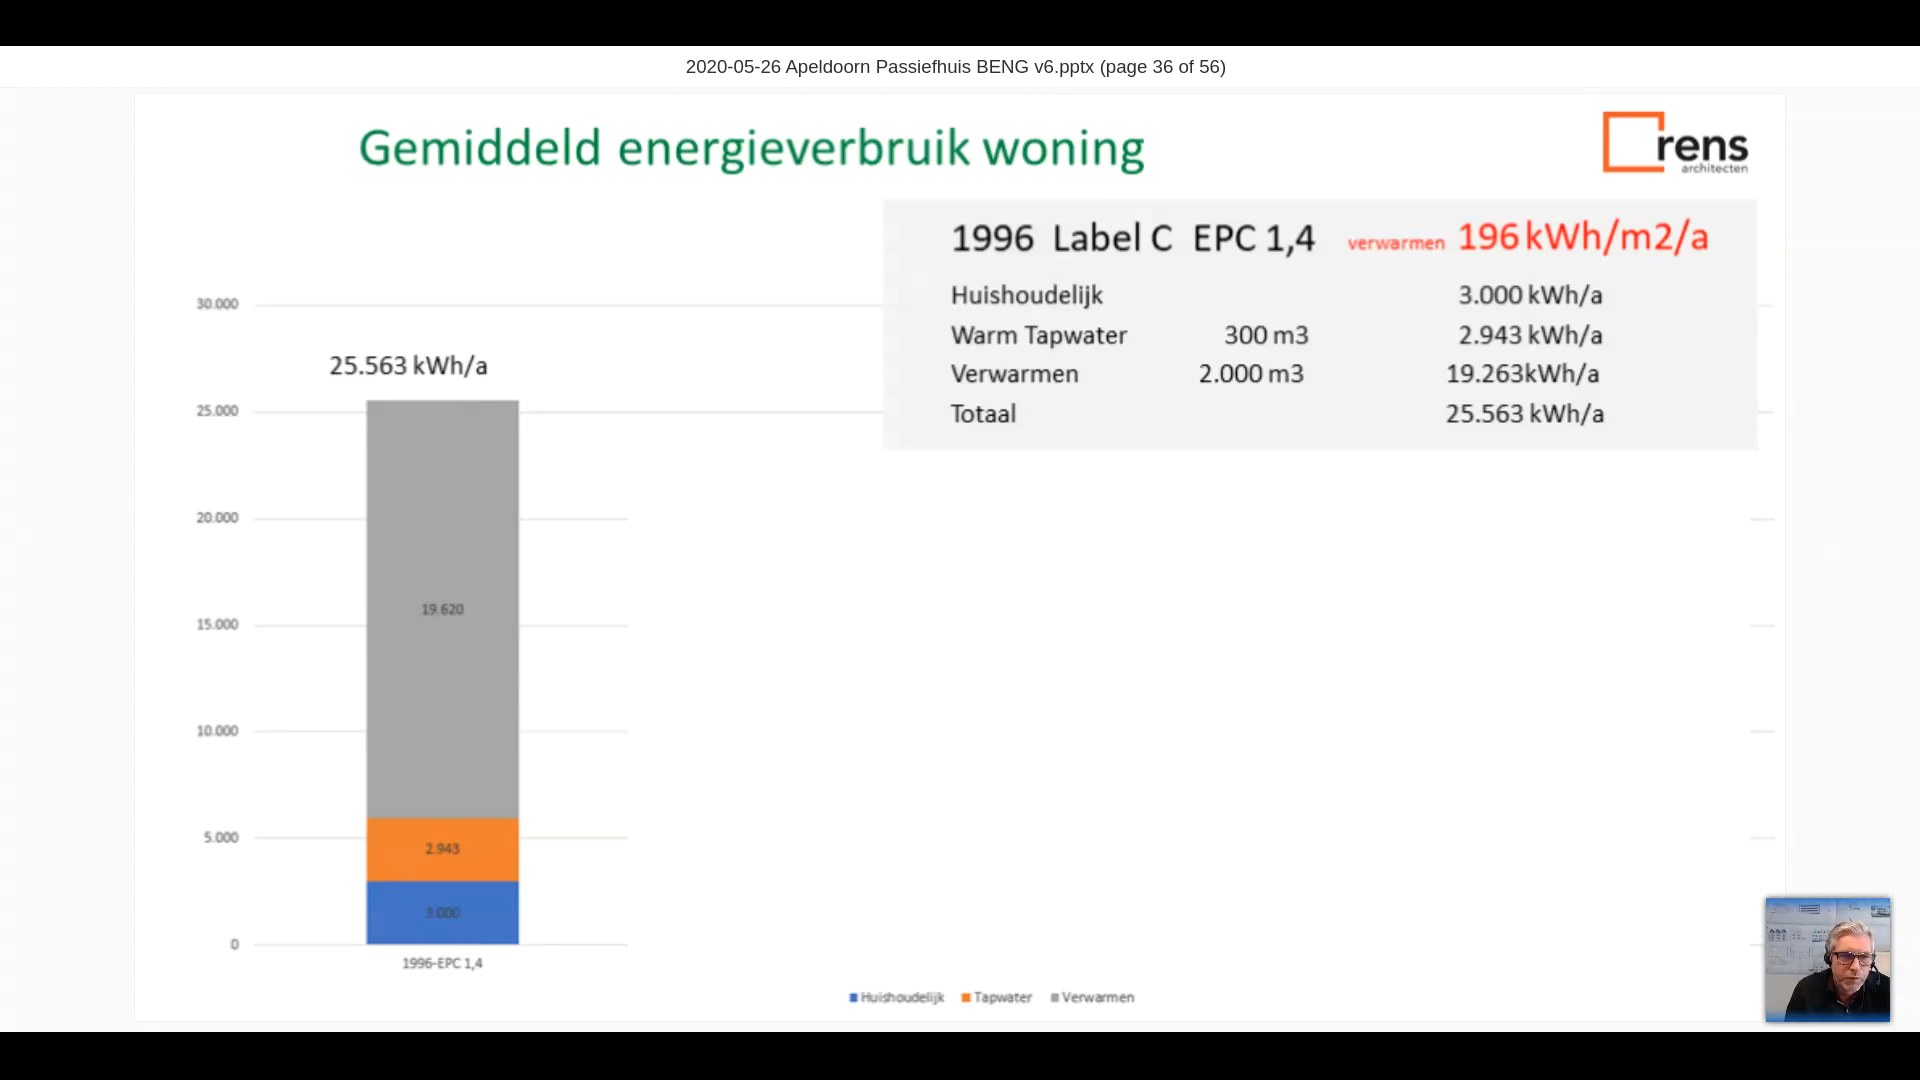 2020-05-26 Apeldoorn Passiefhuis BENG v6.pptx (page 36 of 56)
Gemiddeld energieverbruik woning
rens
architecten
1996 Label C EPC 1,4 verwarmen 196 kWh/m2/a
Huishoudelijk 3.000 kWh/a
Warm Tapwater 300 m3 2.943 kWh/a
Verwarmen 2.000 m3 19.263kWh/a
Totaal 25.563 kWh/a
30.000
25.563 kWh/a
25.000
20.000
19.620
15.000
10.000
5.000
2.943
3.000
0
1996-EPC 1,4
Huishoudelijk Tapwater Verwarmen